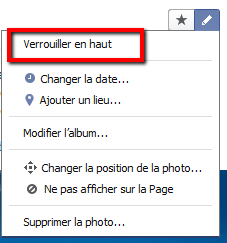 Verrouiller en haut
Changer la date...
Ajouter un lieu...
Modifier l'album...
Changer la position de la photo...
Ne pas afficher sur la Page
Supprimer la photo...